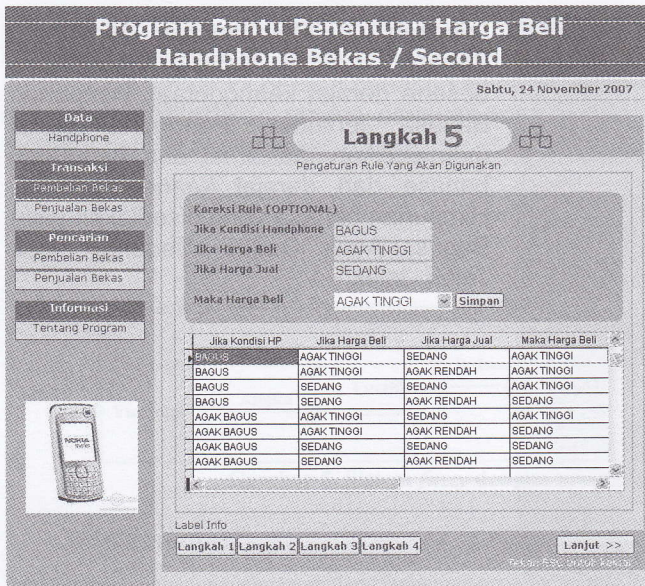 Program Bantu Penentuan Harga Beli
Handphone Bekas / Second
Sabtu, 24 November 2007
Data
Handphone
Transaksi
Pembelian Bekas
Penjualan Bekas
Pencarian
Pembelian Bekas
Penjualan Bekas
Informasi
Tentang Program
NOKIA
Langkah 5
Pengaturan Rule Yang Akan Digunakan
Koreksi Rule (OPTIONAL)
Jika Kondisi Handphone BAGUS
Jika Harga Beli AGAK TINGGI
Jika Harga Jual SEDANG
Maka Harga Beli AGAK TINGGI Simpan
Jika Kondisi HP Jika Harga Beli Jika Harga Jual Maka Harga Beli
BAGUS AGAK TINGGI SEDANG AGAK TINGGI
BAGUS AGAK TINGGI AGAK RENDAH AGAK TINGGI
BAGUS SEDANG SEDANG AGAK TINGGI
BAGUS SEDANG AGAK RENDAH SEDANG
AGAK BAGUS AGAK TINGGI SEDANG AGAK TINGGI
AGAK BAGUS AGAK TINGGI AGAK RENDAH SEDANG
AGAK BAGUS SEDANG SEDANG SEDANG
AGAK BAGUS SEDANG AGAK RENDAH SEDANG
Label Info
Langkah 1 Langkah 2 Langkah 3 Langkah 4 Lanjut >>
Tekan ESC untuk keluar